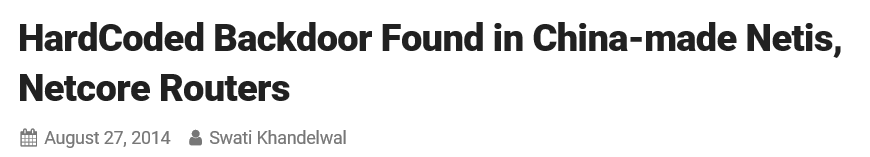 HardCoded Backdoor Found in China-made Netis,
Netcore Routers
August 27, 2014 Swati Khandelwal